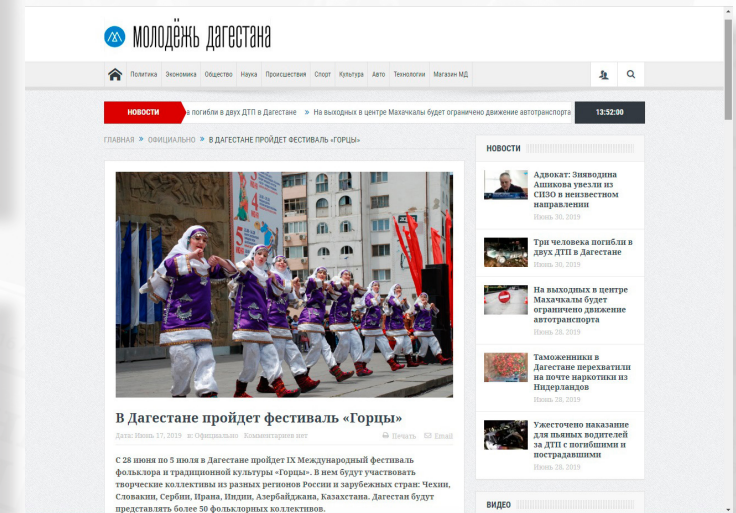 МОЛОДЁЖЬ ДАГЕСТАНА
Политика Экономика Общество Наука Происшествия Спорт Культура Авто Технологии Магазин МД
НОВОСТИ
а погибли в двух ДТП в Дагестане » На выходных в центре Махачкалы будет ограничено движение автотранспорта
13:52:00
ГЛАВНАЯ » ОФИЦИАЛЬНО » В ДАГЕСТАНЕ ПРОЙДЕТ ФЕСТИВАЛЬ «ГОРЦЫ»
В Дагестане пройдет фестиваль «Горцы»
Дата: Июнь 17, 2019 в: Официально Комментариев нет
Печать Email
С 28 июня по 5 июля в Дагестане пройдет IX Международный фестиваль
фольклора и традиционной культуры «Горцы». В нем будут участвовать
творческие коллективы из разных регионов России и зарубежных стран: Чехии,
Словакии, Сербии, Ирана, Индии, Азербайджана, Казахстана. Дагестан будут
представлять более 50 фольклорных коллективов.
НОВОСТИ
Адвокат: Зияводина
Ашикова увезли из
СИЗО в неизвестном
направлении
Июнь 30, 2019
Три человека погибли в
двух ДТП в Дагестане
Июнь 30, 2019
На выходных в центре
Махачкалы будет
ограничено движение
автотранспорта
Июнь 28, 2019
Таможенники в
Дагестане перехватили
на почте наркотики из
Нидерландов
Июнь 28, 2019
Ужесточено наказание
для пьяных водителей
за ДТП с погибшими и
пострадавшими
Июнь 28, 2019
ВИДЕО